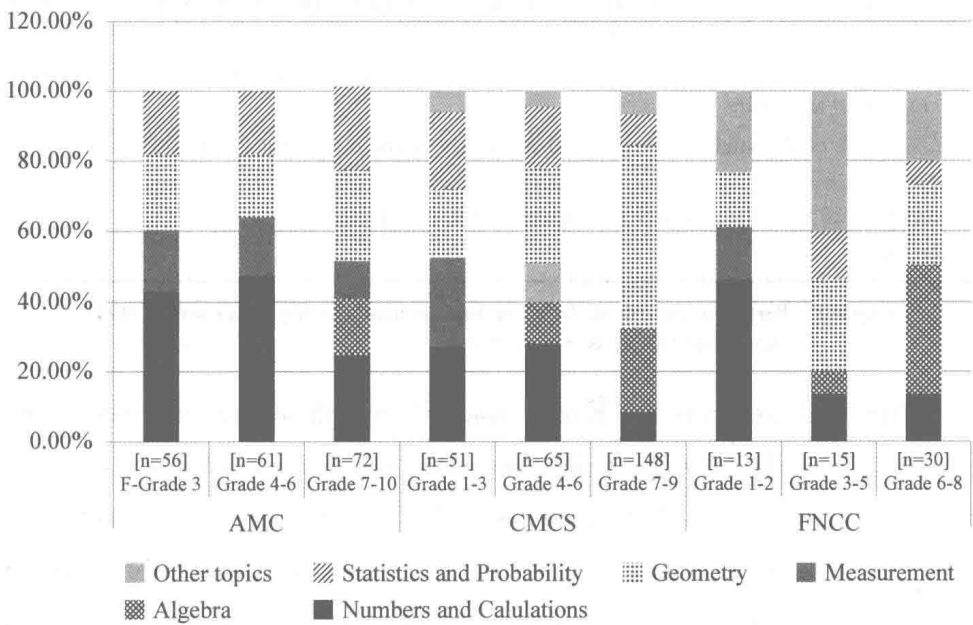 120.00%
100.00%
80.00%
60.00%
40.00%
20.00%
0.00%
[n=56] [n=61] [n=72] [n=51] [n=65] [n=148] [n=13] [n=15] [n=30]
F-Grade 3 Grade 4-6 Grade 7-10 Grade 1-3 Grade 4-6 Grade 7-9 Grade 1-2 Grade 3-5 Grade 6-8
AMC CMCS FNCC
Other topics Statistics and Probability Geometry Measurement
Algebra Numbers and Calulations